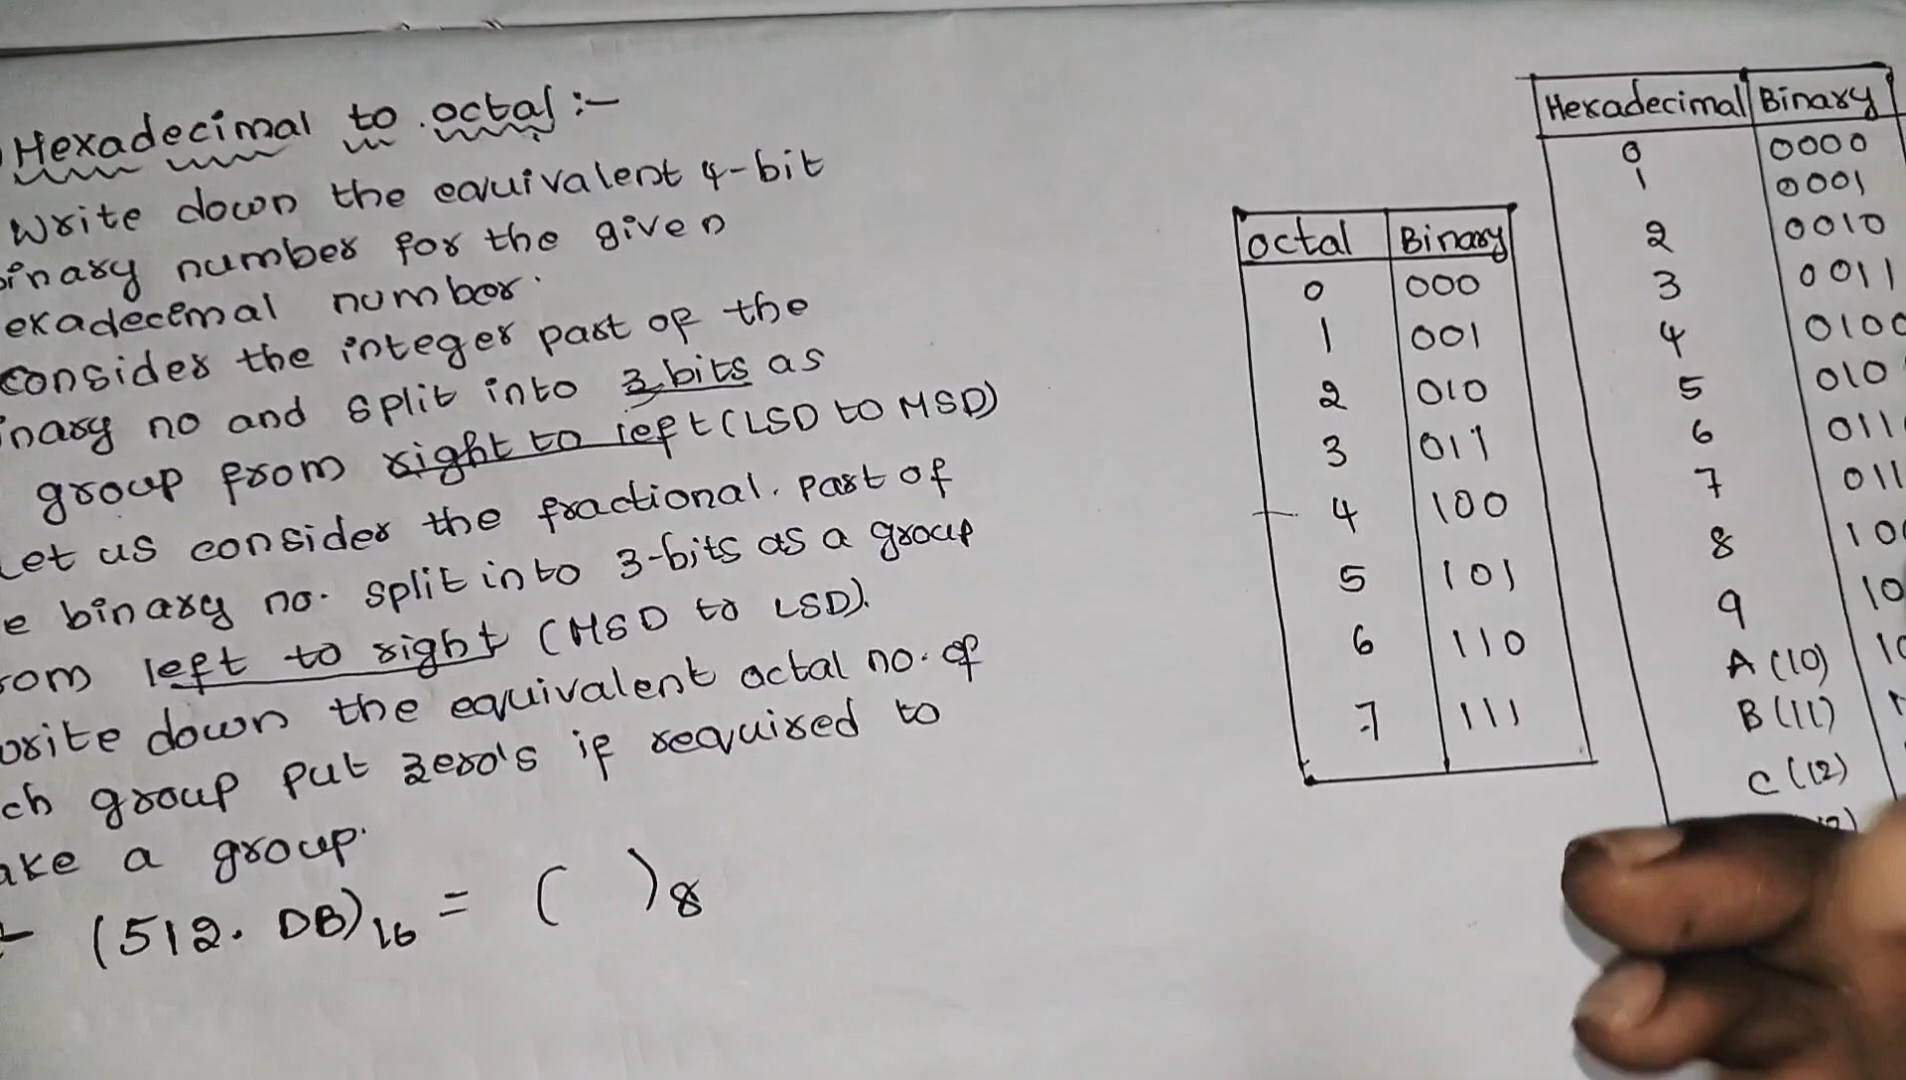 Hexadecimal to octal :-
Write down the equivalent 4-bit
inary number for the given
exadecimal number.
consider the integer part of the
inary no and split into 3 bits as
group from right to left (LSD to MSD)
Let us consider the fractional part of
e binary no. split into 3-bits as a group
rom left to right (MSD to LSD).
write down the equivalent octal no. of
ch group put zero's if required to
ake a group.
(512. DB)16 = ( )8
octal Binary
0 000
1 001
2 010
3 011
4 100
5 101
6 110
7 111
Hexadecimal Binary
0 0000
1 0001
2 0010
3 0011
4 0100
5 010
6 011
7 011
8 10
9 10
A (10) 10
B (11) 1
C (12)